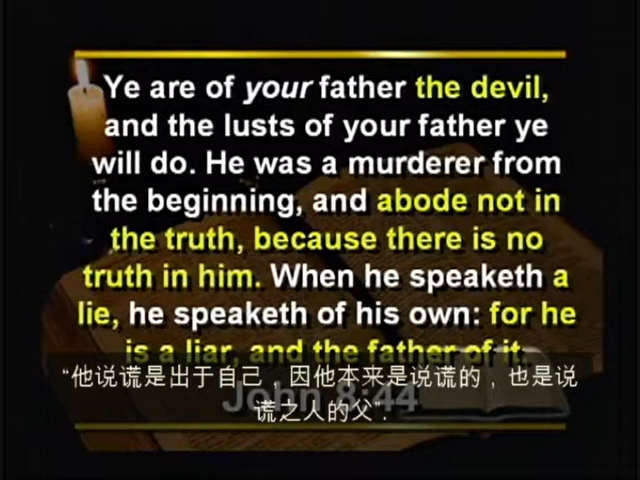 Ye are of your father the devil,
and the lusts of your father ye
will do. He was a murderer from
the beginning, and abode not in
the truth, because there is no
truth in him. When he speaketh a
lie, he speaketh of his own: for he
is a liar, and the father of it.
“他说谎是出于自己，因他本来是说谎的，也是说
John 8:44
谎之人的父”.